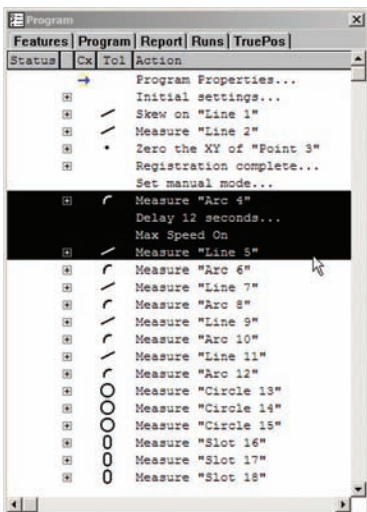 Program
Features Program Report Runs TruePos
Status Cx Tol Action
Program Properties...
Initial settings...
Skew on "Line 1"
Measure "Line 2"
Zero the XY of "Point 3"
Registration complete...
Set manual mode...
Measure "Arc 4"
Delay 12 seconds...
Max Speed On
Measure "Line 5"
Measure "Arc 6"
Measure "Line 7"
Measure "Arc 8"
Measure "Line 9"
Measure "Arc 10"
Measure "Line 11"
Measure "Arc 12"
Measure "Circle 13"
Measure "Circle 14"
Measure "Circle 15"
Measure "Slot 16"
Measure "Slot 17"
Measure "Slot 18"